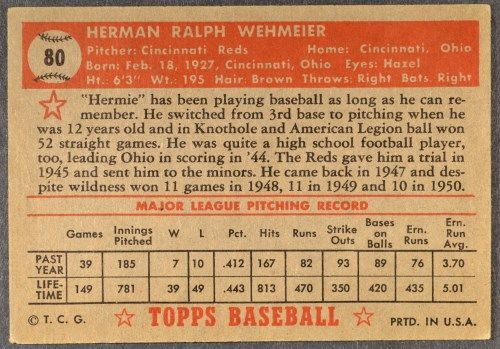 80
HERMAN RALPH WEHMEIER
Pitcher: Cincinnati Reds Home: Cincinnati, Ohio
Born: Feb. 18, 1927, Cincinnati, Ohio Eyes: Hazel
Ht.: 6'3" Wt.: 195 Hair: Brown Throws: Right Bats: Right
"Hermie" has been playing baseball as long as he can re-
member. He switched from 3rd base to pitching when he
was 12 years old and in Knothole and American Legion ball won
52 straight games. He was quite a high school football player,
too, leading Ohio in scoring in '44. The Reds gave him a trial in
1945 and sent him to the minors. He came back in 1947 and des-
pite wildness won 11 games in 1948, 11 in 1949 and 10 in 1950.
MAJOR LEAGUE PITCHING RECORD
Games Innings Pitched W L Pct. Hits Runs Strike Outs Bases on Balls Ern. Runs Ern. Run Avg.
PAST YEAR 39 185 7 10 .412 167 82 93 89 76 3.70
LIFE-TIME 149 781 39 49 .443 813 470 350 420 435 5.01
© T. C. G. TOPPS BASEBALL PRTD. IN U.S.A.